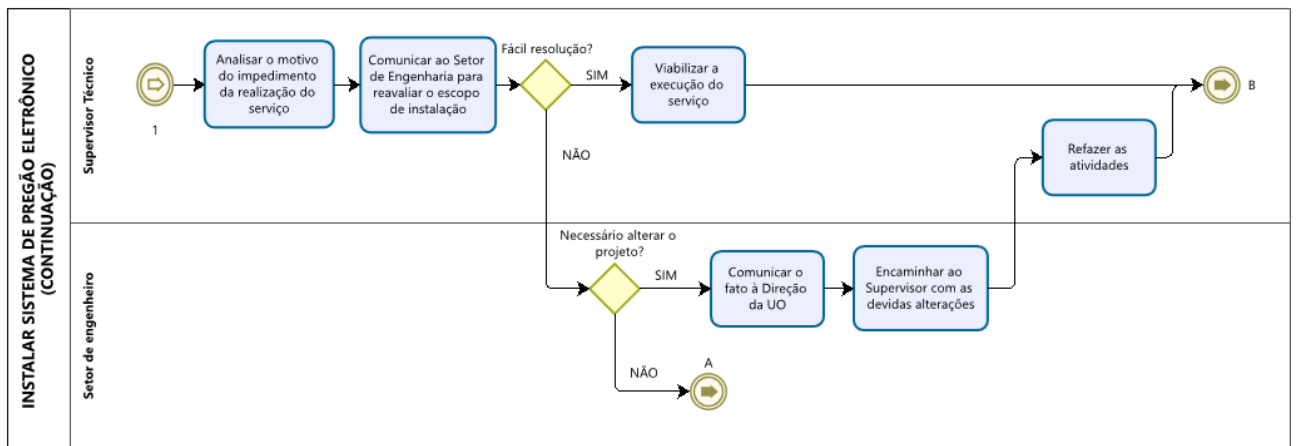 INSTALAR SISTEMA DE PREGÃO ELETRÔNICO
(CONTINUAÇÃO)
Supervisor Técnico
1
Analisar o motivo
do impedimento
da realização do
serviço
Comunicar ao Setor
de Engenharia para
reavaliar o escopo
de instalação
Fácil resolução?
SIM
NÃO
Viabilizar a
execução do
serviço
Refazer as
atividades
B
Setor de engenheiro
Necessário alterar o
projeto?
SIM
NÃO
Comunicar o
fato à Direção
da UO
Encaminhar ao
Supervisor com as
devidas alterações
A